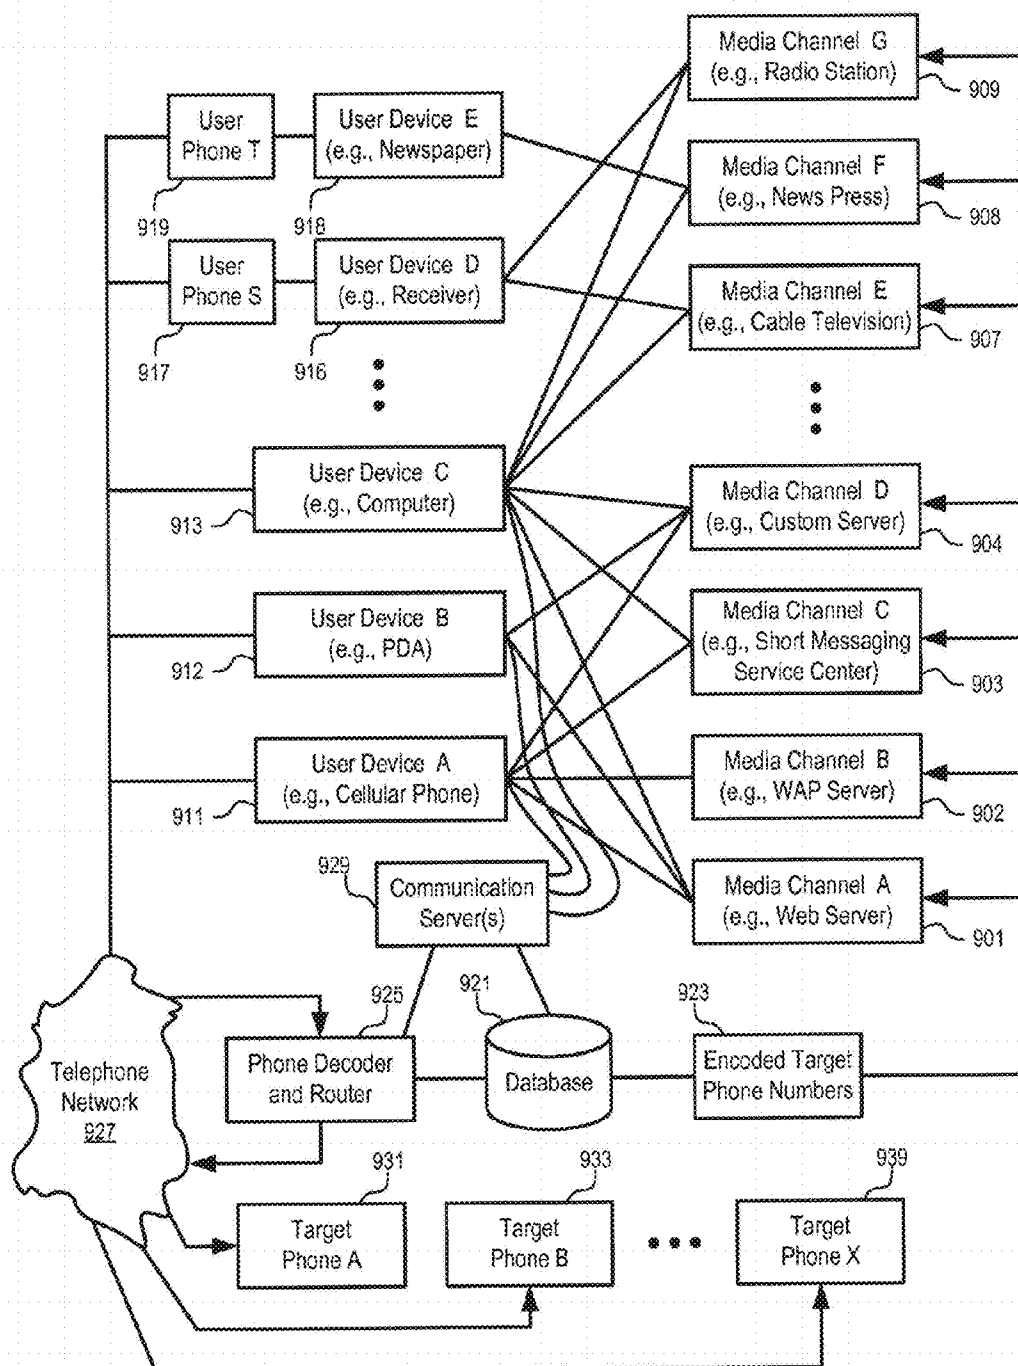 Media Channel G
(e.g., Radio Station)
909
User
Phone T
919
User Device E
(e.g., Newspaper)
918
Media Channel F
(e.g., News Press)
908
User
Phone S
917
User Device D
(e.g., Receiver)
916
Media Channel E
(e.g., Cable Television)
907
User Device C
(e.g., Computer)
913
Media Channel D
(e.g., Custom Server)
904
User Device B
(e.g., PDA)
912
Media Channel C
(e.g., Short Messaging
Service Center)
903
User Device A
(e.g., Cellular Phone)
911
Media Channel B
(e.g., WAP Server)
902
929
Communication
Server(s)
Media Channel A
(e.g., Web Server)
901
Telephone
Network
927
925
Phone Decoder
and Router
921
Database
923
Encoded Target
Phone Numbers
931
Target
Phone A
933
Target
Phone B
939
Target
Phone X